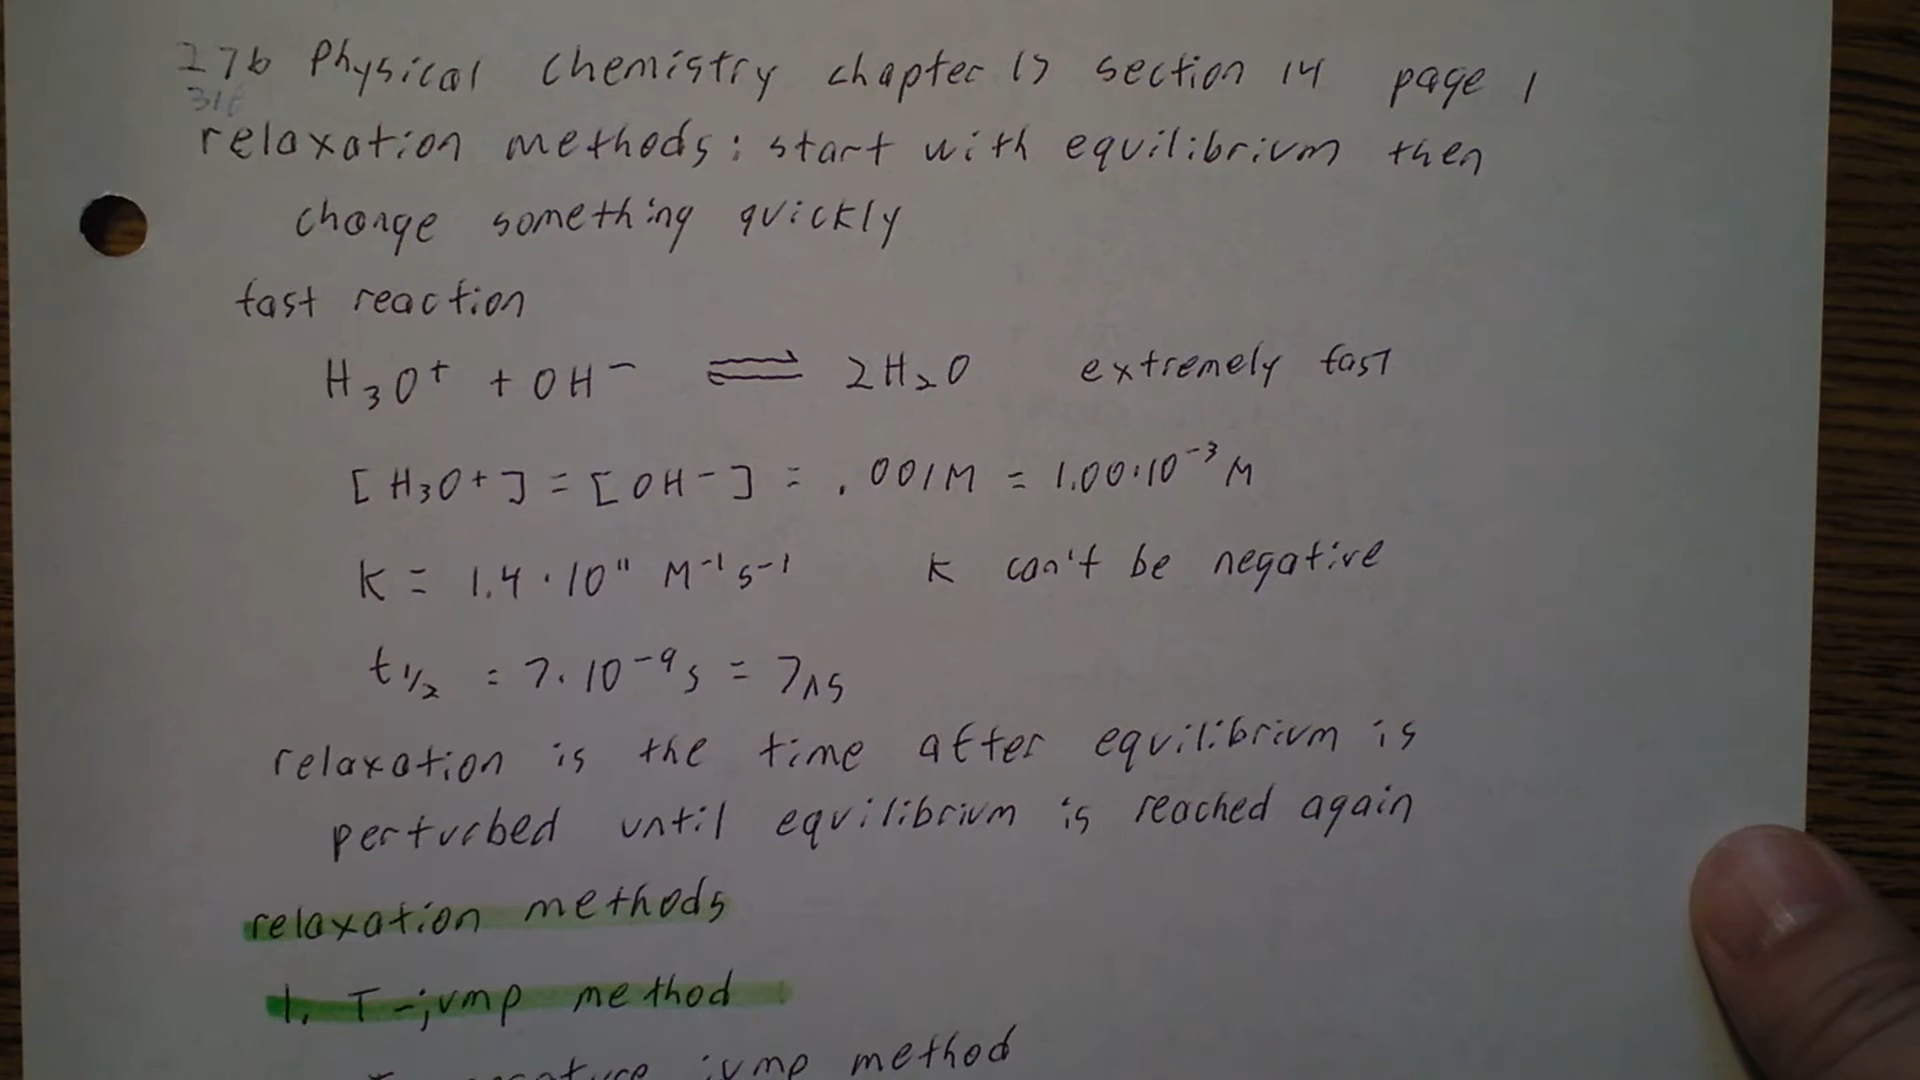 276 Physical chemistry chapter 17 section 14 page 1
relaxation methods: start with equilibrium then
change something quickly
fast reaction
H₃O⁺ + OH⁻ ⇌ 2H₂O extremely fast
[H₃O+] = [OH-] = .001M = 1.00·10⁻³ M
K = 1.4·10¹¹ M⁻¹s⁻¹ K can't be negative
t½ = 7·10⁻⁹s = 7ns
relaxation is the time after equilibrium is
perturbed until equilibrium is reached again
relaxation methods
1. T-jump method
jump method